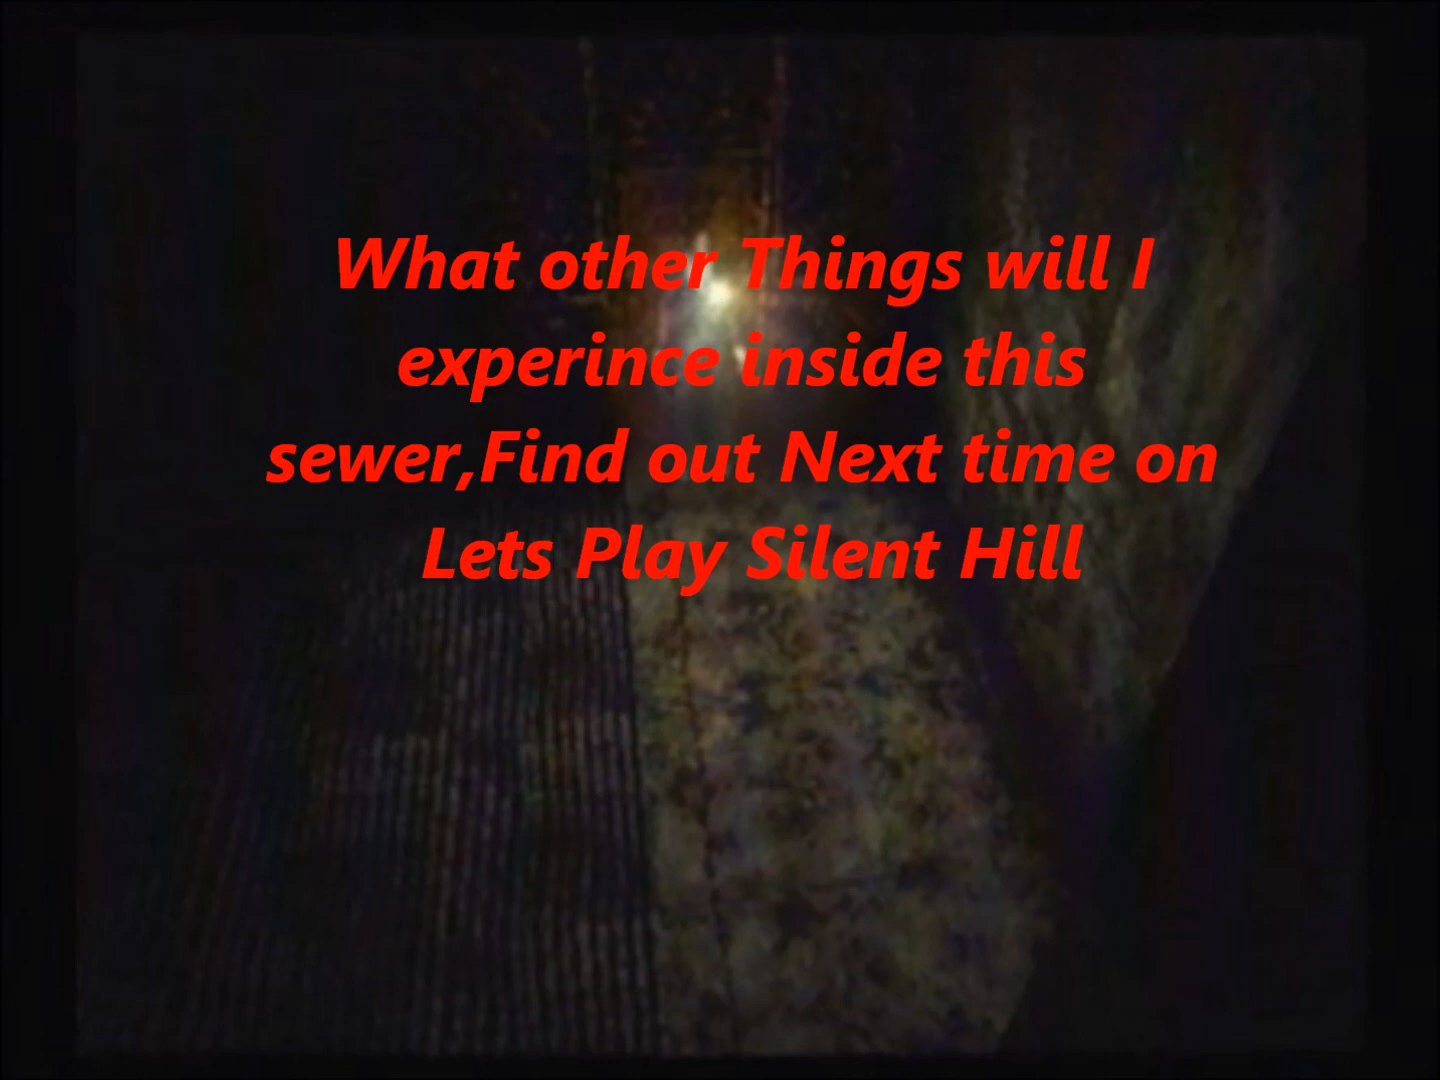 What other Things will I
experince inside this
sewer,Find out Next time on
Lets Play Silent Hill